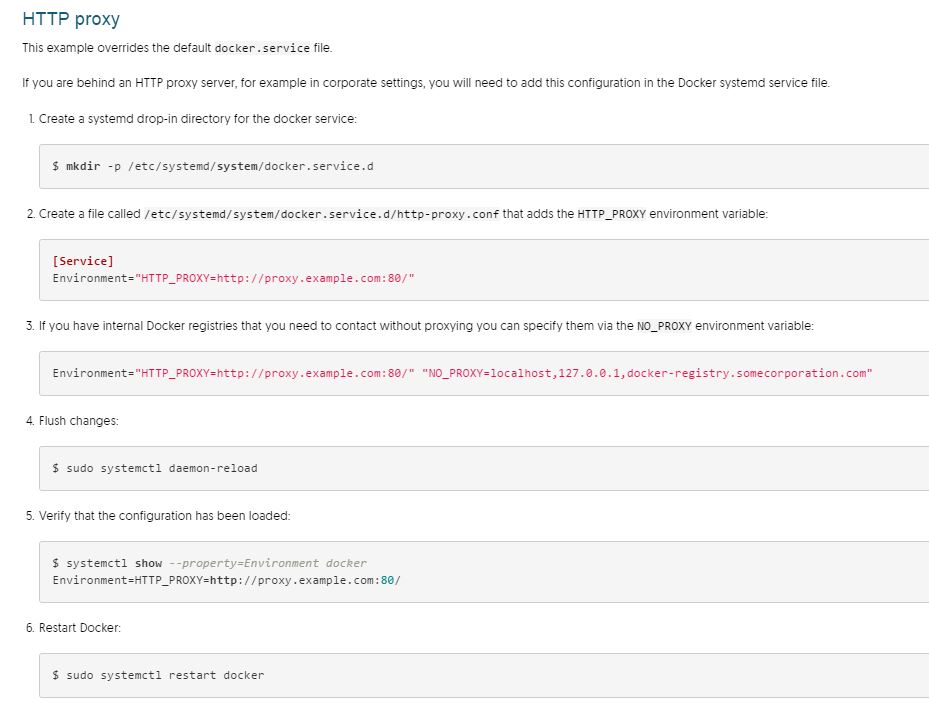 HTTP proxy
This example overrides the default docker.service file.
If you are behind an HTTP proxy server, for example in corporate settings, you will need to add this configuration in the Docker systemd service file.
1. Create a systemd drop-in directory for the docker service:
$ mkdir -p /etc/systemd/system/docker.service.d
2. Create a file called /etc/systemd/system/docker.service.d/http-proxy.conf that adds the HTTP_PROXY environment variable:
[Service]
Environment="HTTP_PROXY=http://proxy.example.com:80/"
3. If you have internal Docker registries that you need to contact without proxying you can specify them via the NO_PROXY environment variable:
Environment="HTTP_PROXY=http://proxy.example.com:80/" "NO_PROXY=localhost,127.0.0.1,docker-registry.somecorporation.com"
4. Flush changes:
$ sudo systemctl daemon-reload
5. Verify that the configuration has been loaded:
$ systemctl show --property=Environment docker
Environment=HTTP_PROXY=http://proxy.example.com:80/
6. Restart Docker:
$ sudo systemctl restart docker